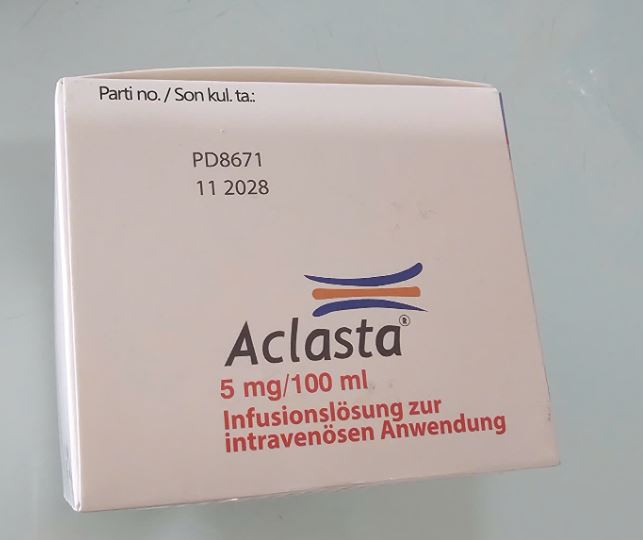 Parti no. / Son kul. ta.:
PD8671
11 2028
Aclasta®
5 mg/100 ml
Infusionslösung zur
intravenösen Anwendung